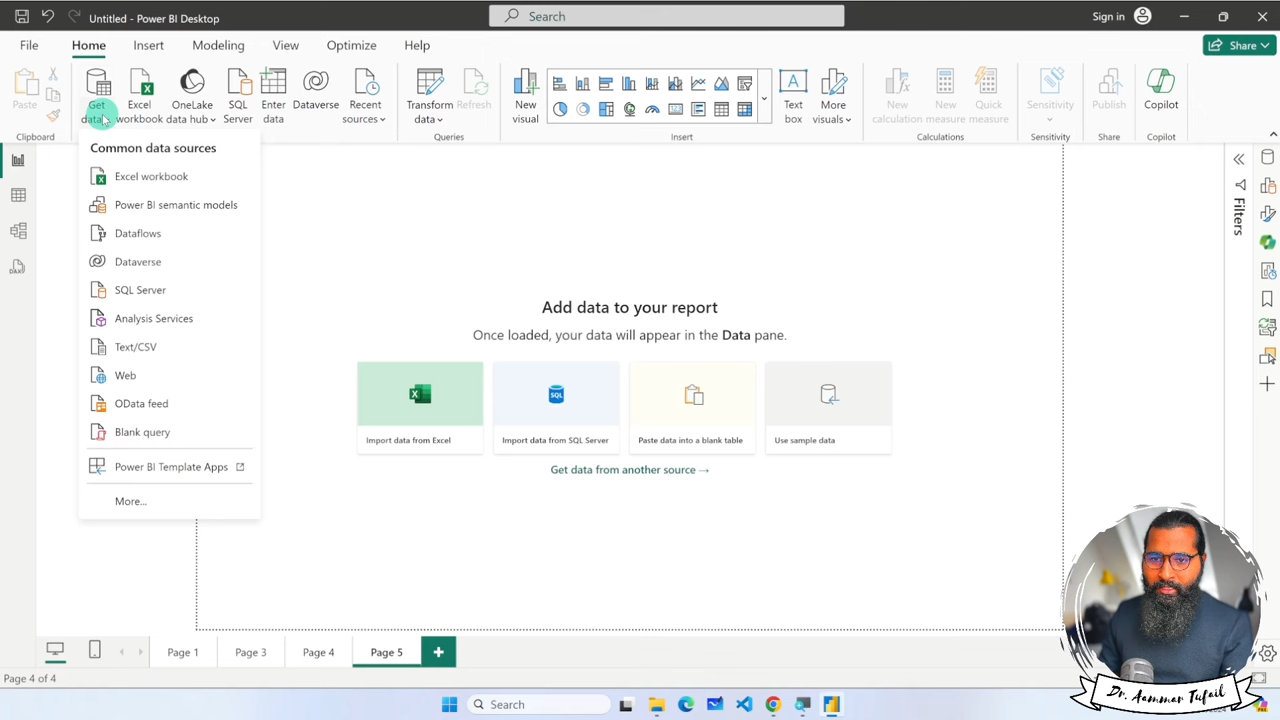 Untitled - Power BI Desktop
Search
Sign in
File
Home
Insert
Modeling
View
Optimize
Help
Share
Paste
Get data
Excel workbook
OneLake data hub
SQL Server
Enter data
Dataverse
Recent sources
Transform data
Refresh
New visual
Text box
More visuals
New calculation
New measure
Quick measure
Sensitivity
Publish
Copilot
Clipboard
Queries
Insert
Calculations
Sensitivity
Share
Copilot
Common data sources
Excel workbook
Power BI semantic models
Dataflows
Dataverse
SQL Server
Analysis Services
Text/CSV
Web
OData feed
Blank query
Power BI Template Apps
More...
Filters
Add data to your report
Once loaded, your data will appear in the Data pane.
SQL
Import data from Excel
Import data from SQL Server
Paste data into a blank table
Use sample data
Get data from another source →
Page 1
Page 3
Page 4
Page 5
Page 4 of 4
Search
Dr. Aammar Tufail